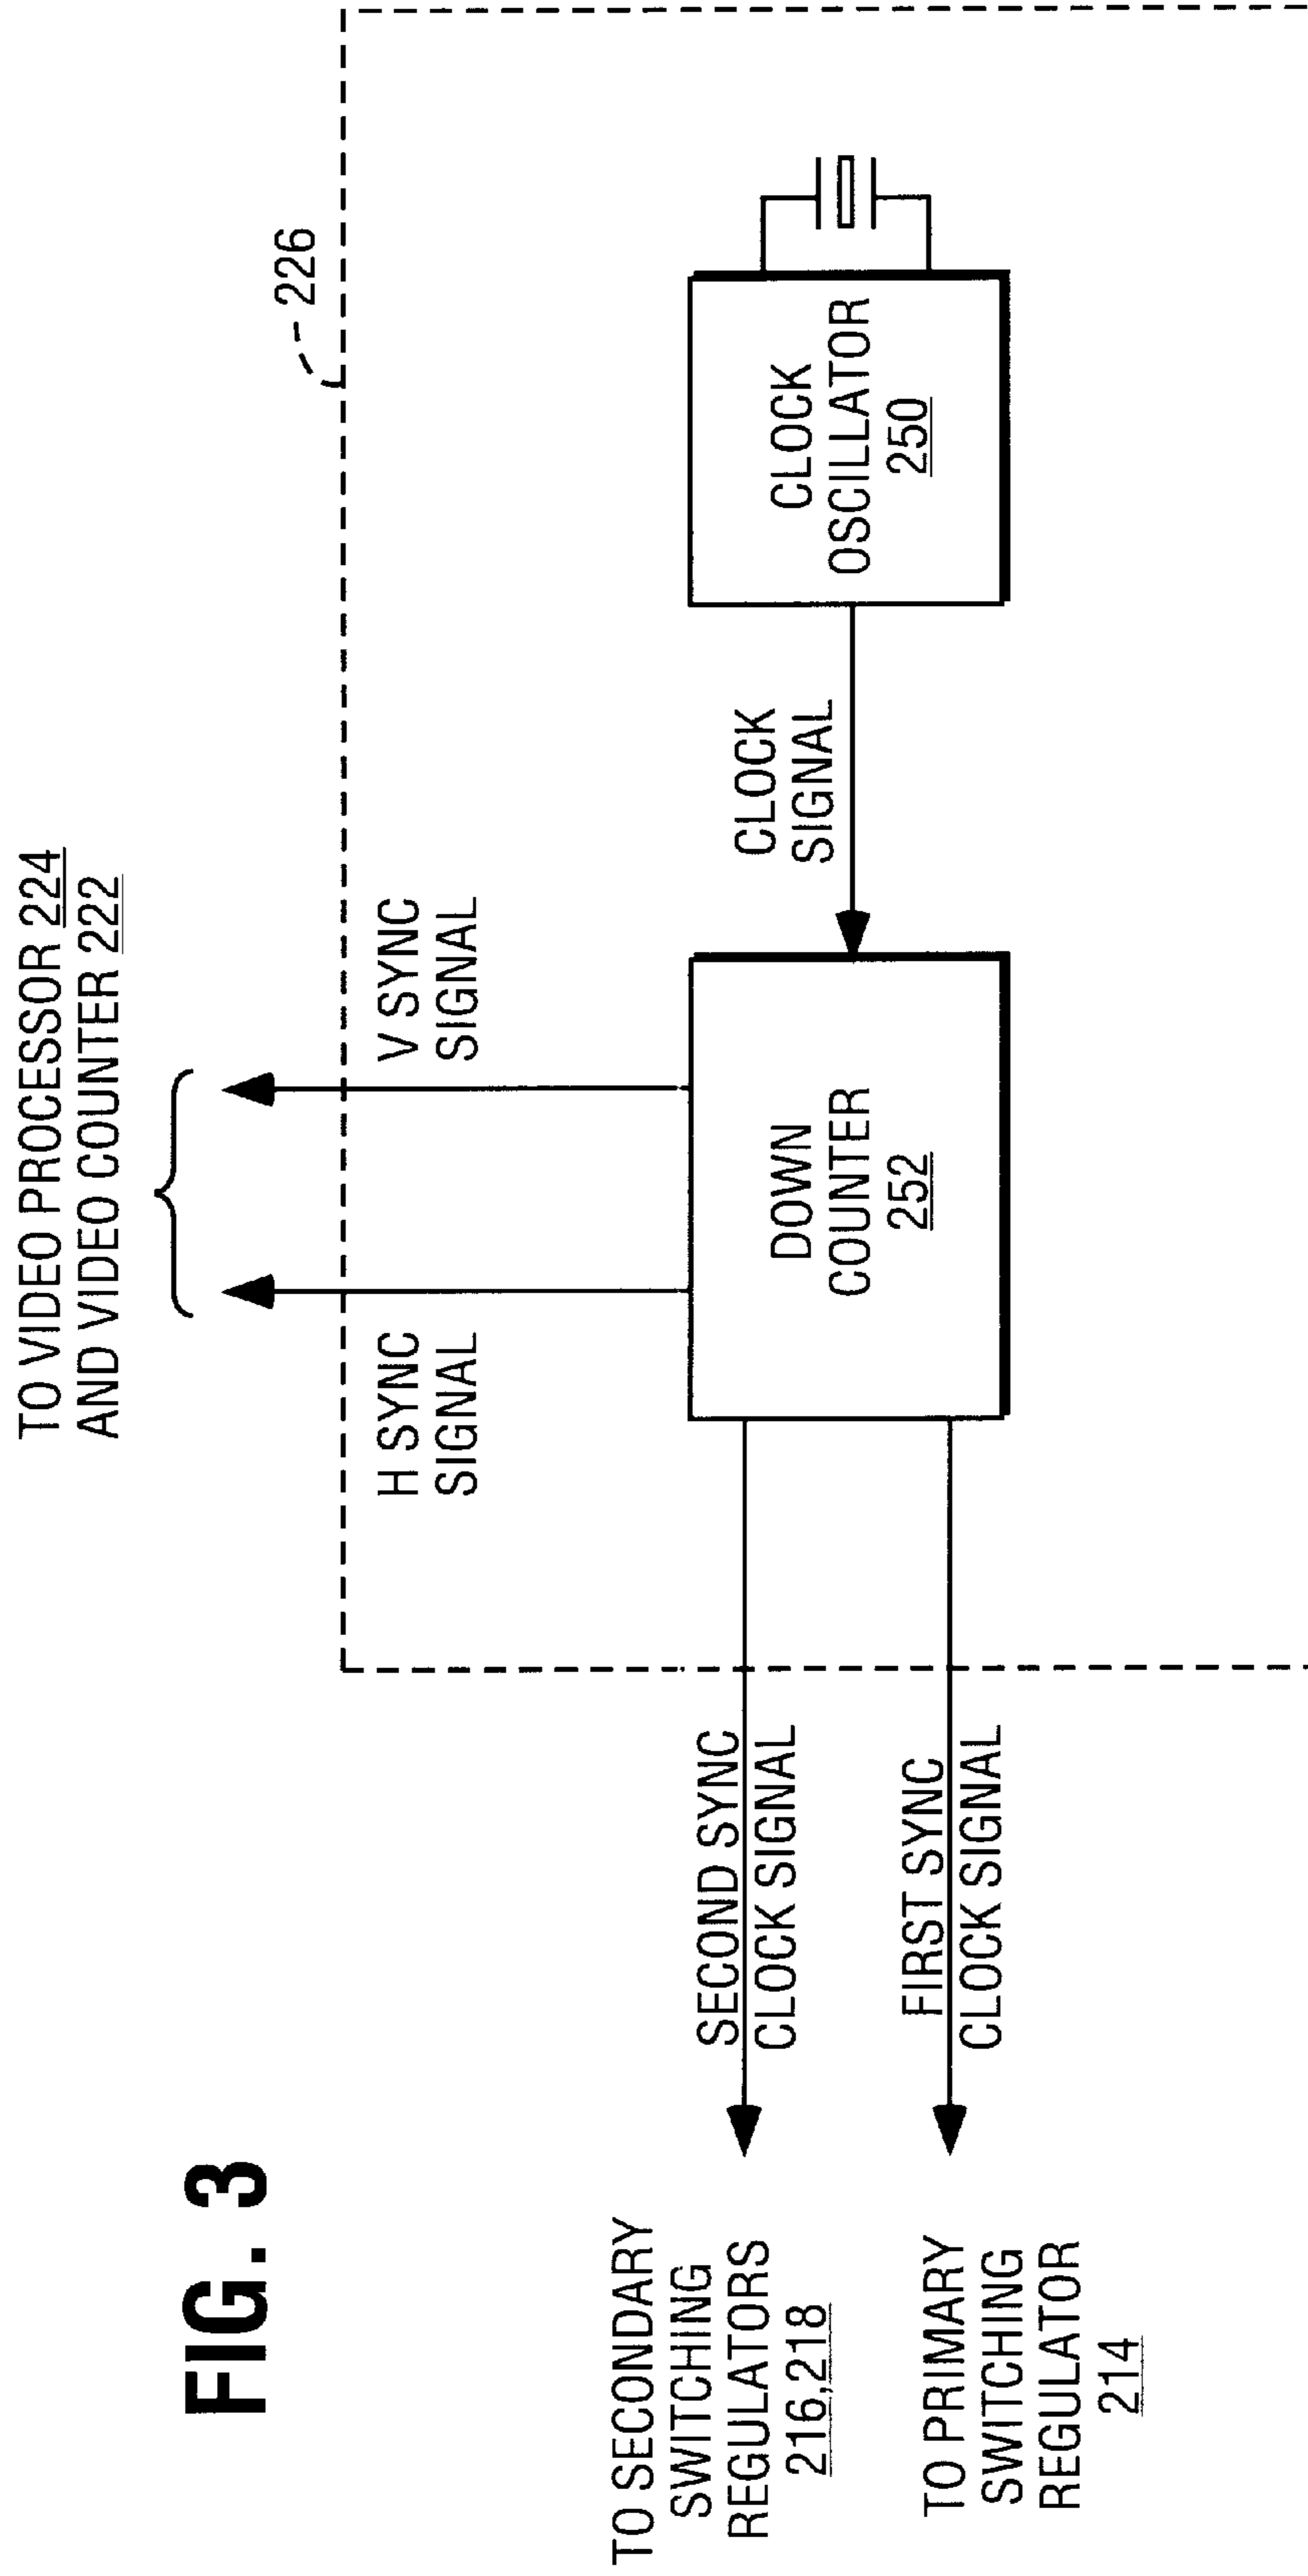 FIG. 3
TO VIDEO PROCESSOR 224
AND VIDEO COUNTER 222
226
H SYNC
SIGNAL
V SYNC
SIGNAL
TO SECONDARY
SWITCHING
REGULATORS
216,218
SECOND SYNC
CLOCK SIGNAL
TO PRIMARY
SWITCHING
REGULATOR
214
FIRST SYNC
CLOCK SIGNAL
DOWN
COUNTER
252
CLOCK
SIGNAL
CLOCK
OSCILLATOR
250